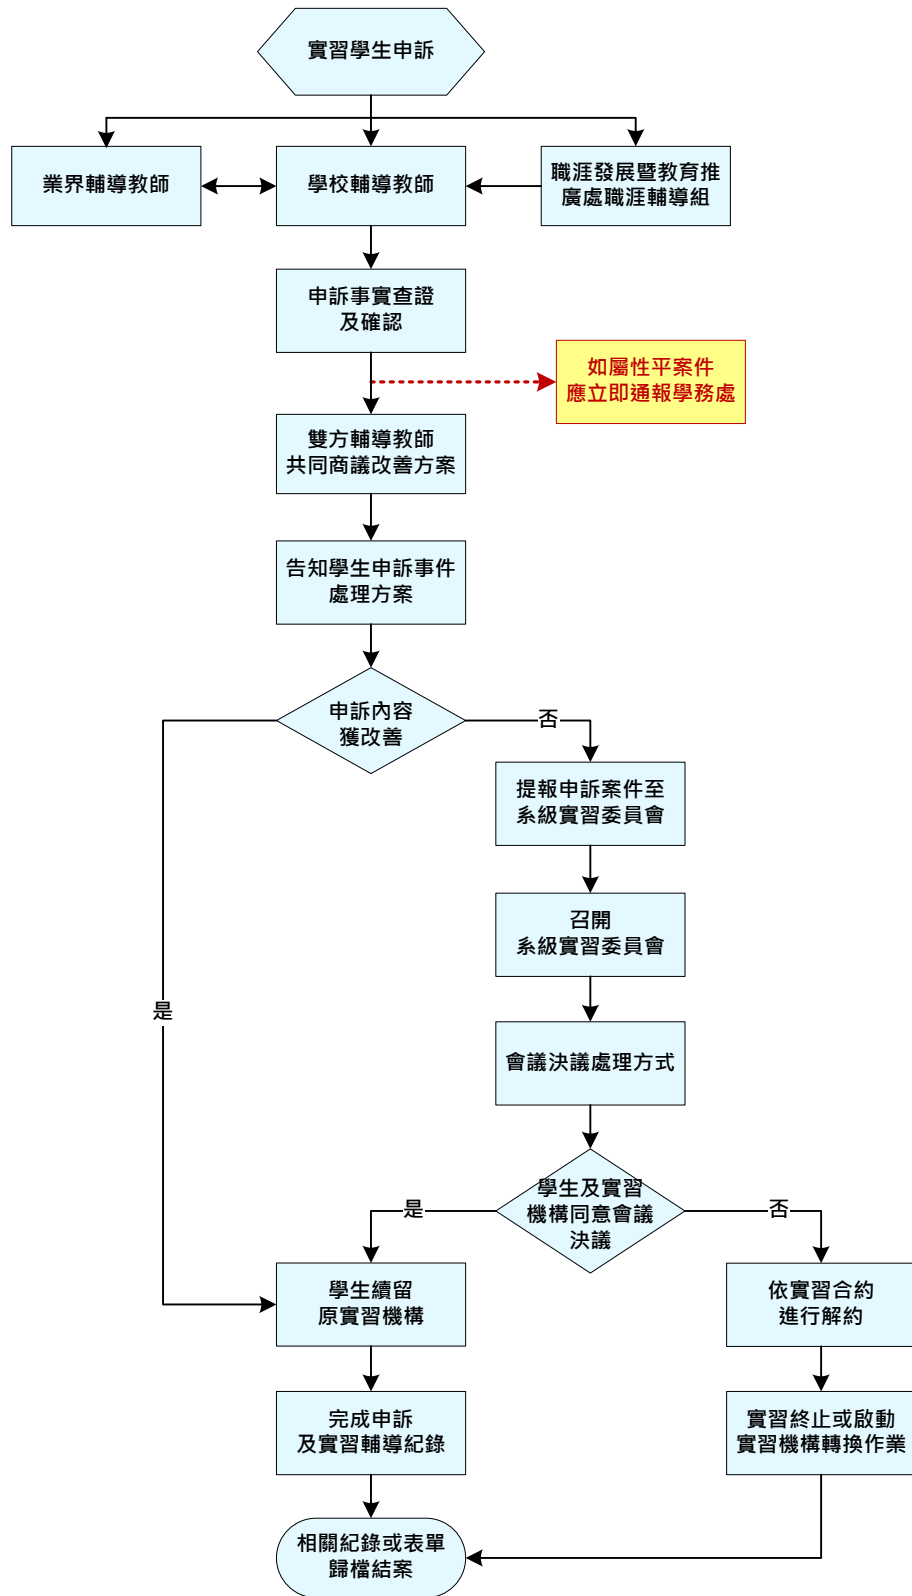 實習學生申訴
業界輔導教師
學校輔導教師
職涯發展暨教育推
廣處職涯輔導組
申訴事實查證
及確認
如屬性平案件
應立即通報學務處
雙方輔導教師
共同商議改善方案
告知學生申訴事件
處理方案
申訴內容
獲改善
否
提報申訴案件至
系級實習委員會
召開
系級實習委員會
是
會議決議處理方式
學生及實習
機構同意會議
決議
是
否
學生續留
原實習機構
依實習合約
進行解約
完成申訴
及實習輔導紀錄
實習終止或啟動
實習機構轉換作業
相關紀錄或表單
歸檔結案